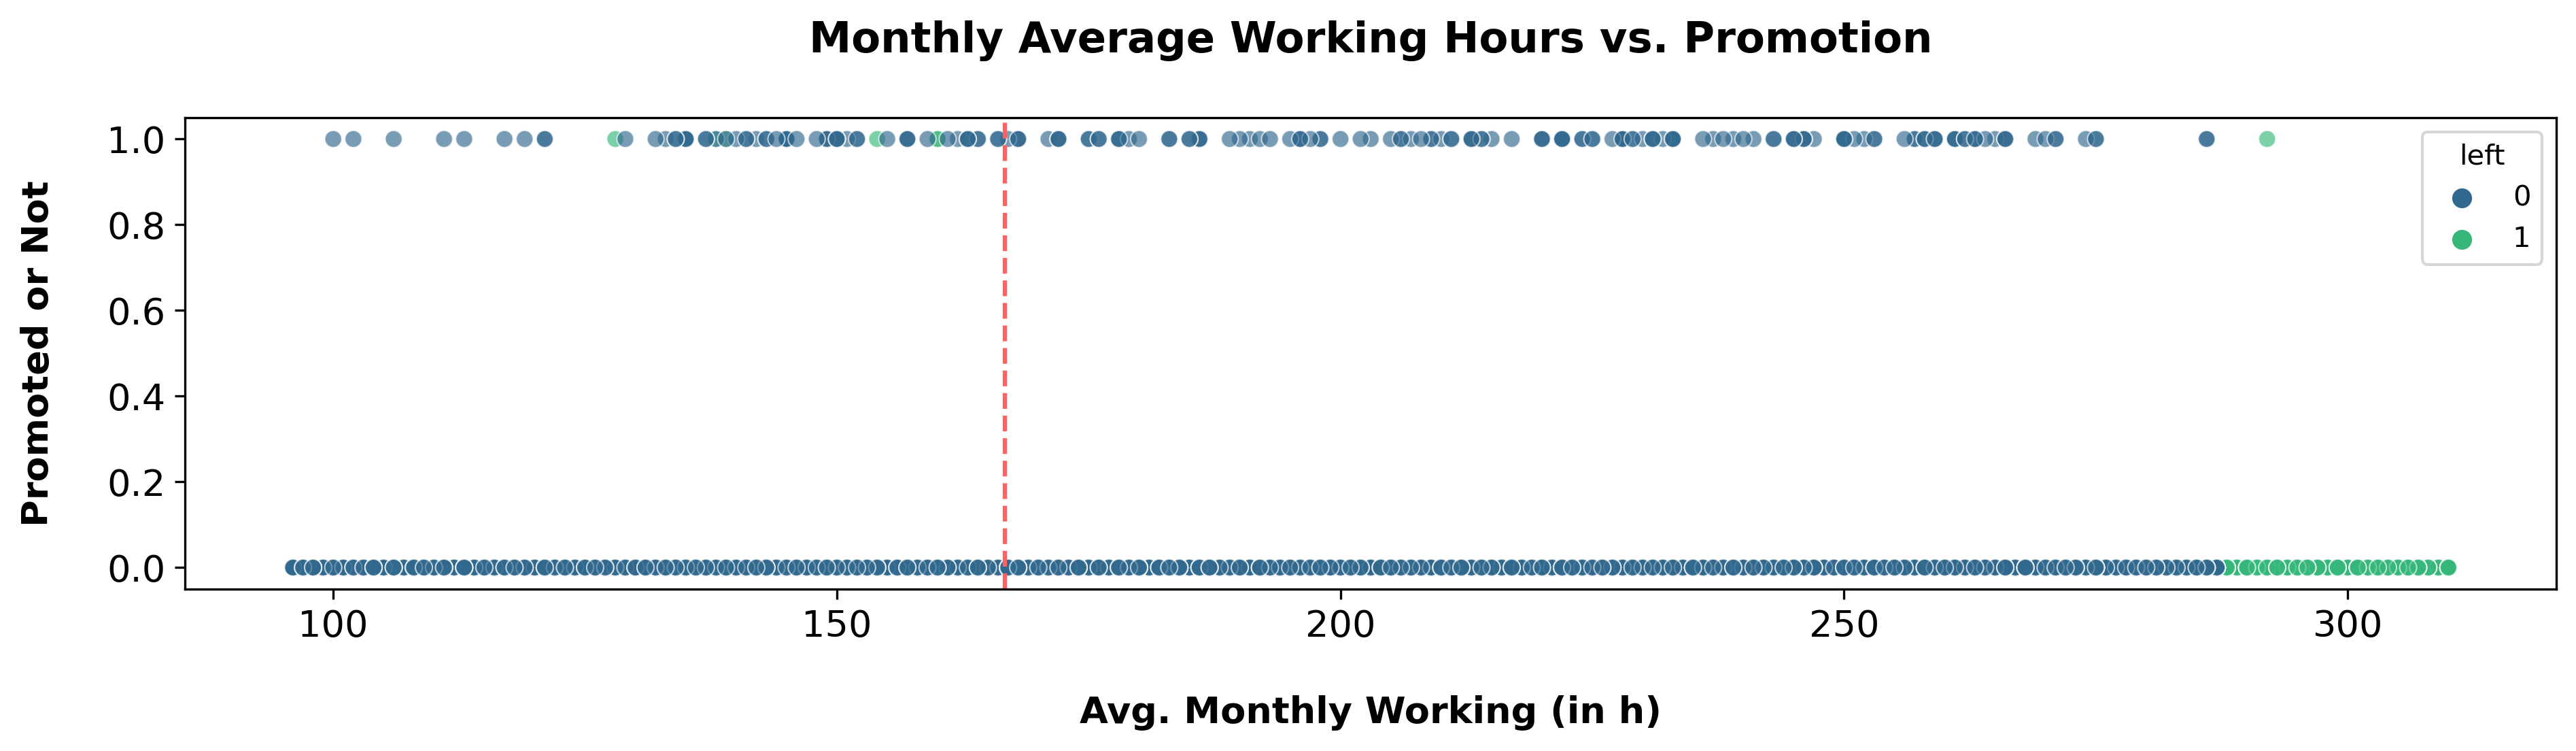 Monthly Average Working Hours vs. Promotion
Promoted or Not
1.0
0.8
0.6
0.4
0.2
0.0
left
0
1
100 150 200 250 300
Avg. Monthly Working (in h)